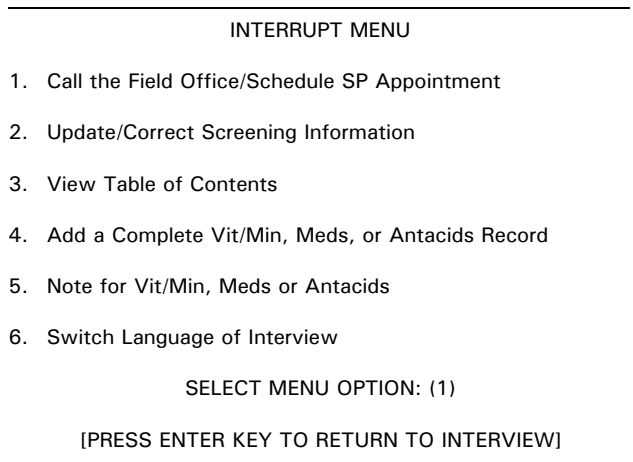 INTERRUPT MENU
1. Call the Field Office/Schedule SP Appointment
2. Update/Correct Screening Information
3. View Table of Contents
4. Add a Complete Vit/Min, Meds, or Antacids Record
5. Note for Vit/Min, Meds or Antacids
6. Switch Language of Interview
SELECT MENU OPTION: (1)
[PRESS ENTER KEY TO RETURN TO INTERVIEW]